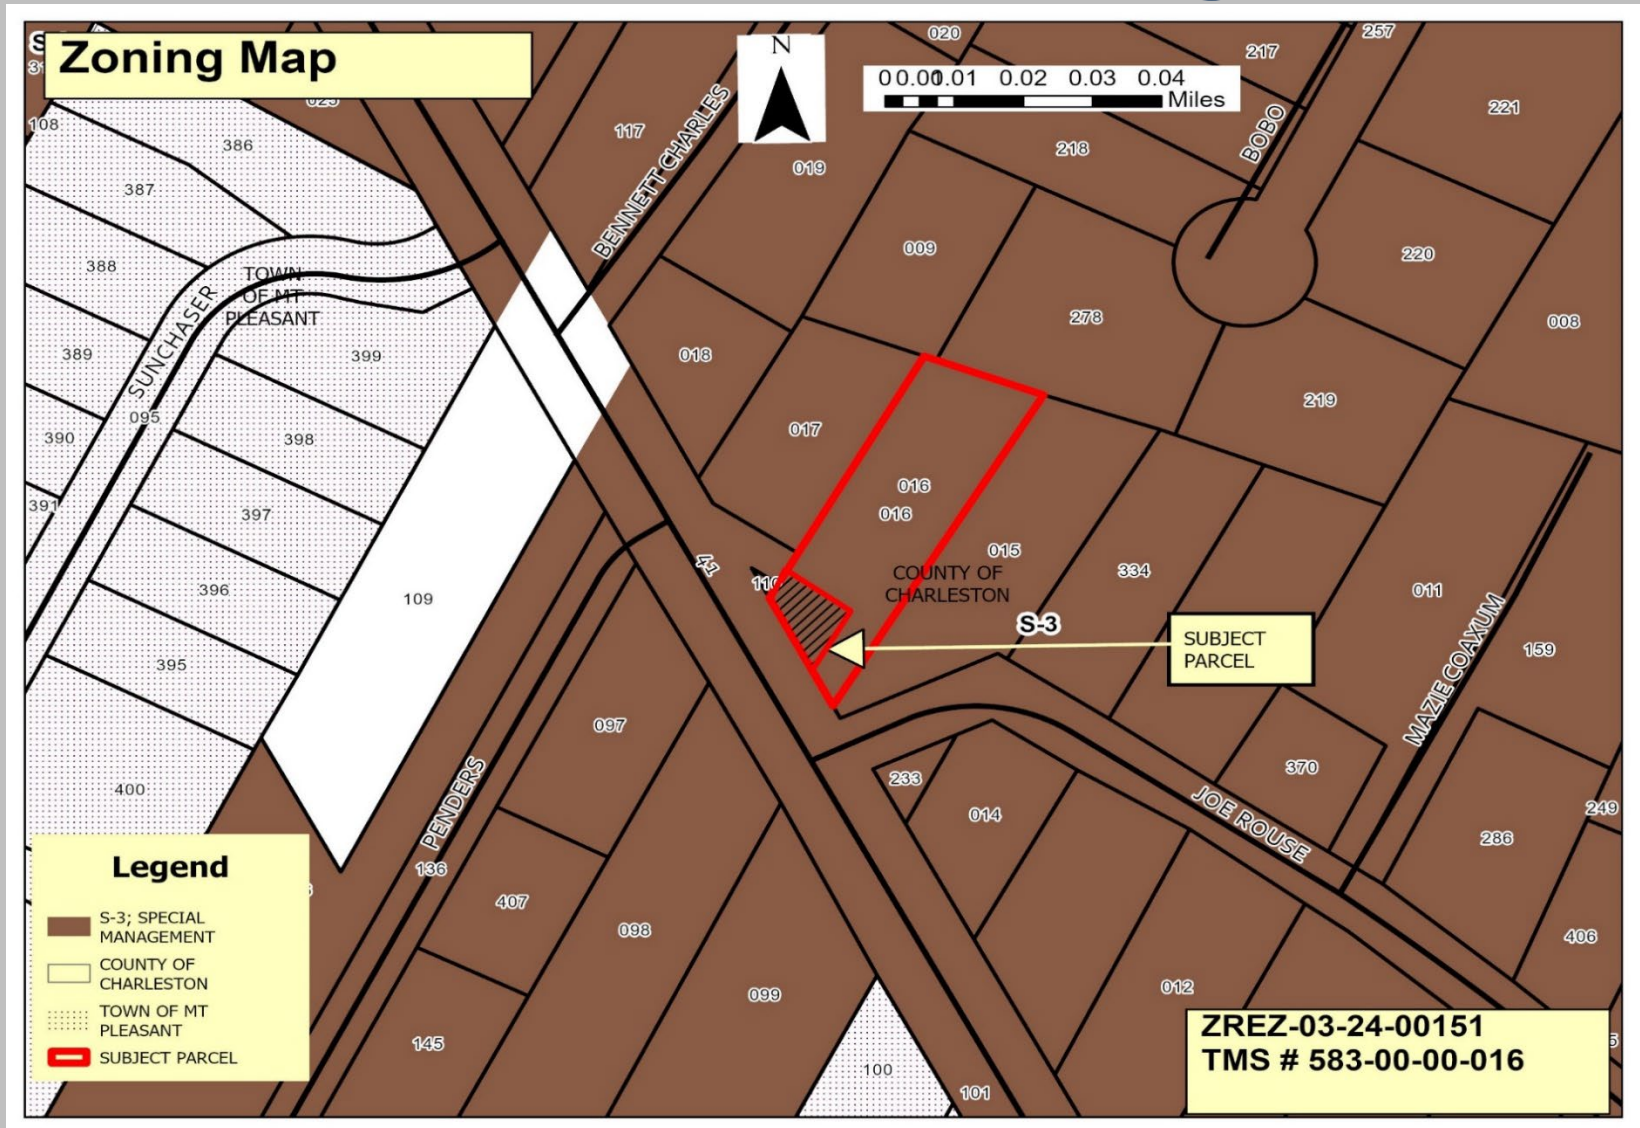 Zoning Map
N
0 0.01 0.02 0.03 0.04
Miles
020
217
257
221
BOBO
108
386
117
BENNETT CHARLES
218
019
387
009
220
388
TOWN
OF MT
PLEASANT
SUNCHASER
278
008
389
399
018
219
095
390
398
017
391
397
016
016
41
015
110
COUNTY OF
CHARLESTON
334
396
109
011
S-3
SUBJECT
PARCEL
159
MAZIE COAXUM
395
097
233
370
400
PENDERS
014
JOE ROUSE
249
286
136
407
098
406
099
012
145
100
101
Legend
S-3; SPECIAL
MANAGEMENT
COUNTY OF
CHARLESTON
TOWN OF MT
PLEASANT
SUBJECT PARCEL
ZREZ-03-24-00151
TMS # 583-00-00-016